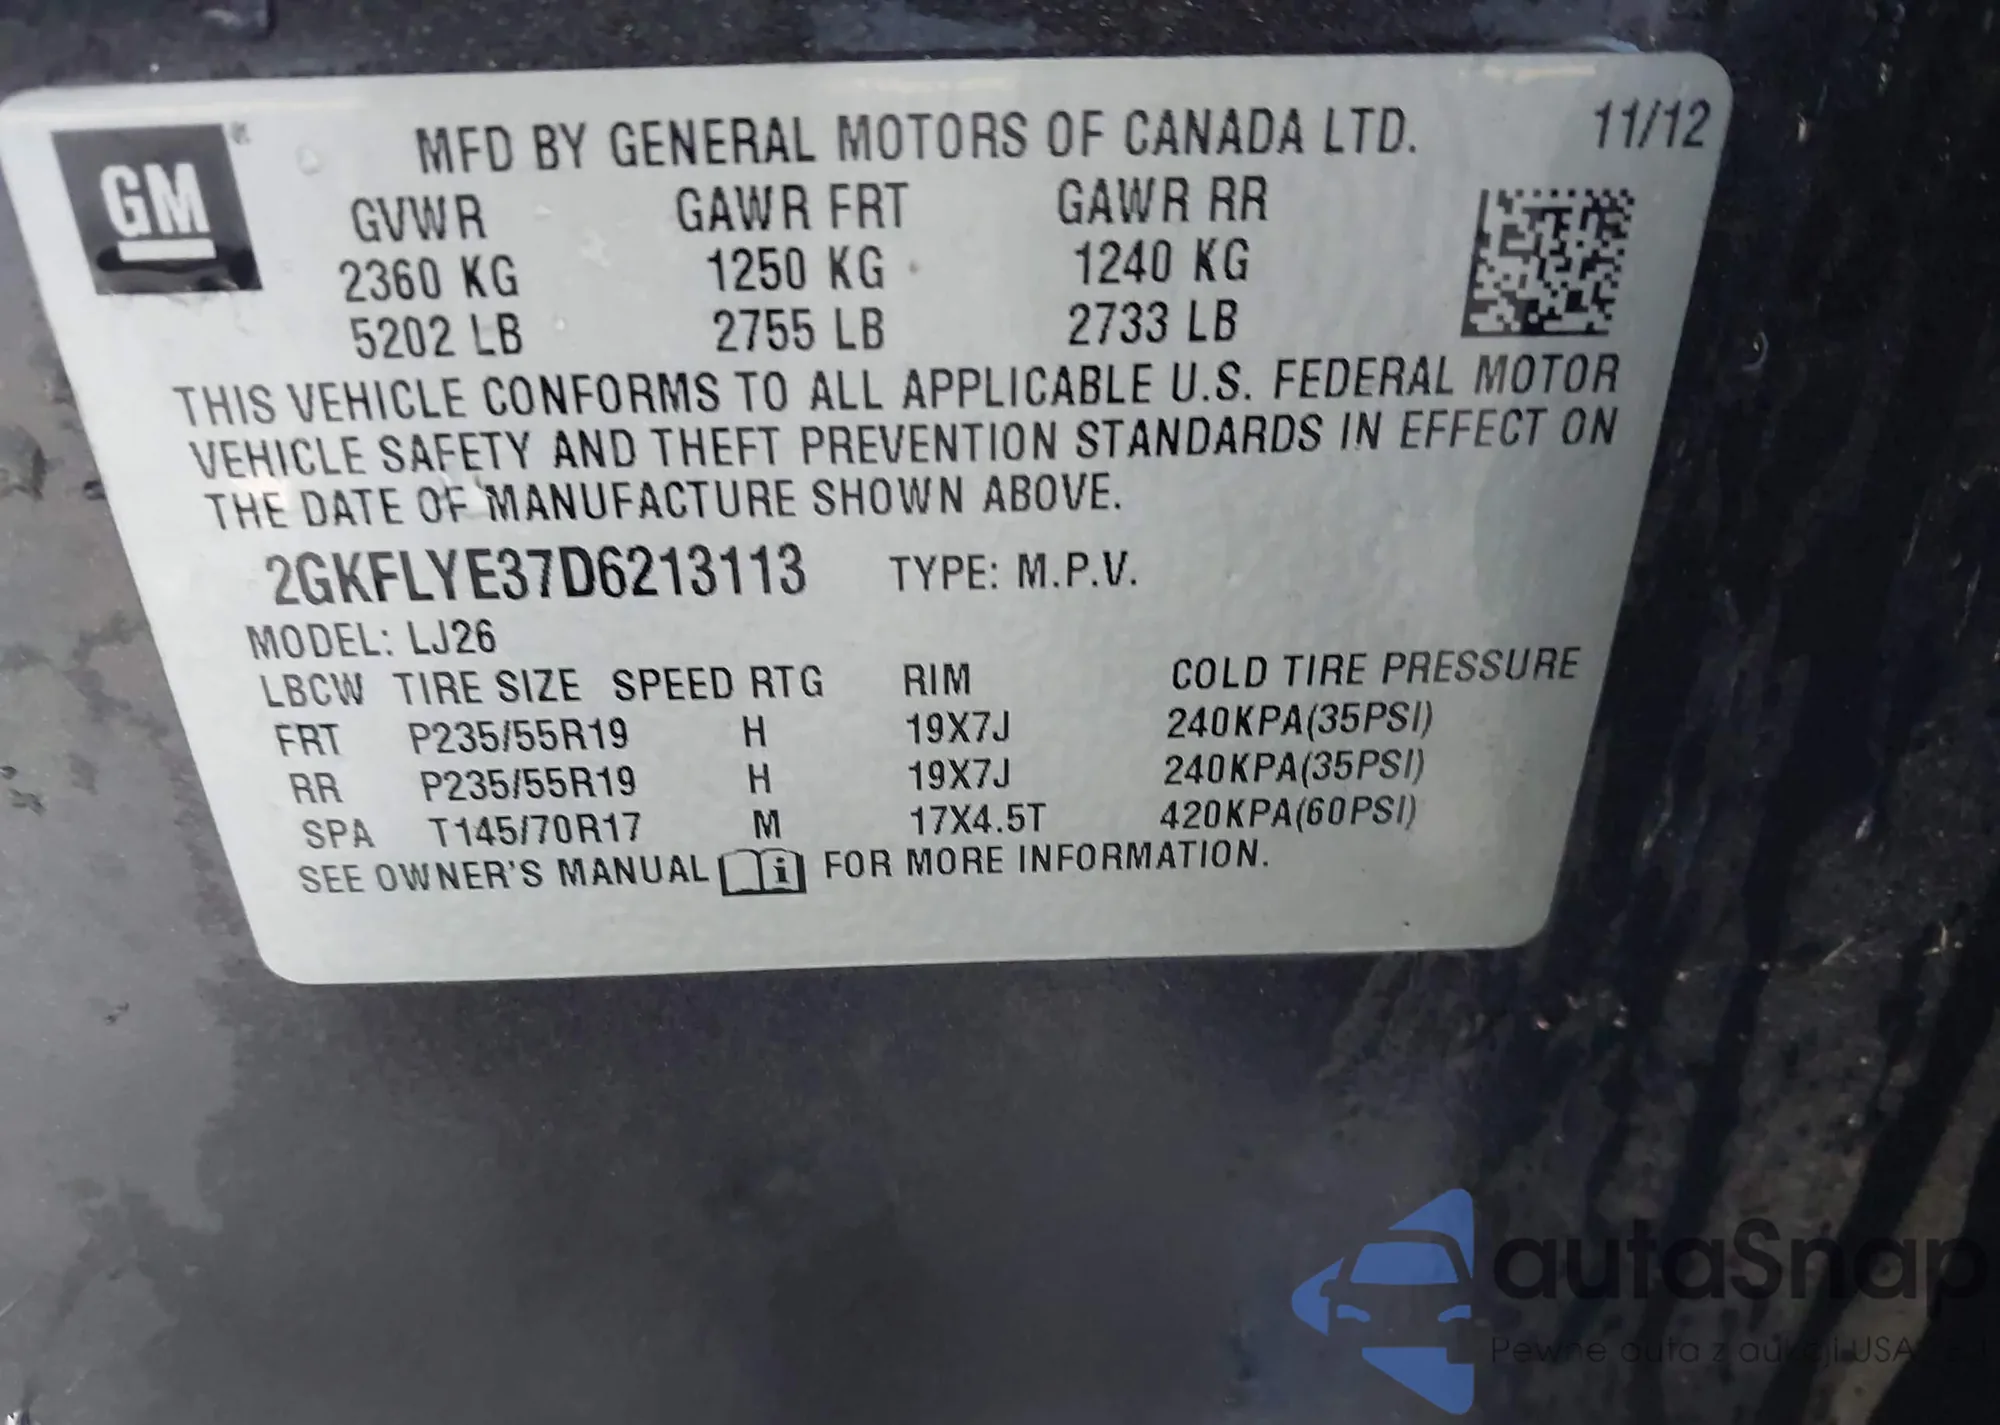 GM
MFD BY GENERAL MOTORS OF CANADA LTD. 11/12
GVWR GAWR FRT GAWR RR
2360 KG 1250 KG 1240 KG
5202 LB 2755 LB 2733 LB
THIS VEHICLE CONFORMS TO ALL APPLICABLE U.S. FEDERAL MOTOR
VEHICLE SAFETY AND THEFT PREVENTION STANDARDS IN EFFECT ON
THE DATE OF MANUFACTURE SHOWN ABOVE.
2GKFLYE37D6213113 TYPE: M.P.V.
MODEL: LJ26
LBCW TIRE SIZE SPEED RTG RIM COLD TIRE PRESSURE
FRT P235/55R19 H 19X7J 240KPA(35PSI)
RR P235/55R19 H 19X7J 240KPA(35PSI)
SPA T145/70R17 M 17X4.5T 420KPA(60PSI)
SEE OWNER'S MANUAL i FOR MORE INFORMATION.
autaSnap
Pewne auta z aukcji USA